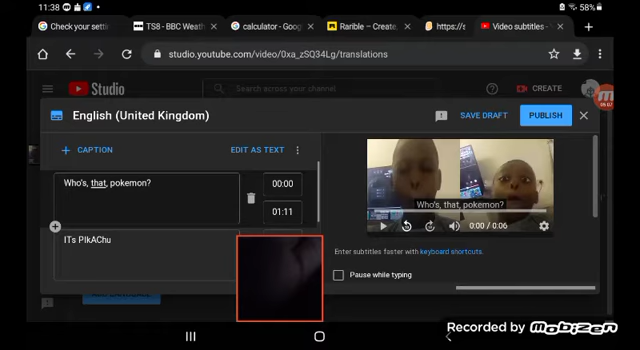 11:38
58%
Check your setti
TS8 - BBC Weath
calculator - Goog
Rarible – Create,
https://s
Video subtitles -
studio.youtube.com/video/0xa_zSQ34Lg/translations
Studio
Search across your channel
CREATE
English (United Kingdom)
SAVE DRAFT
PUBLISH
CAPTION
EDIT AS TEXT
Who's, that, pokemon?
00:00
01:11
ITs PIkAChu
Who's, that, pokemon?
0:00 / 0:06
Enter subtitles faster with keyboard shortcuts.
Pause while typing
Recorded by MOBIZEN